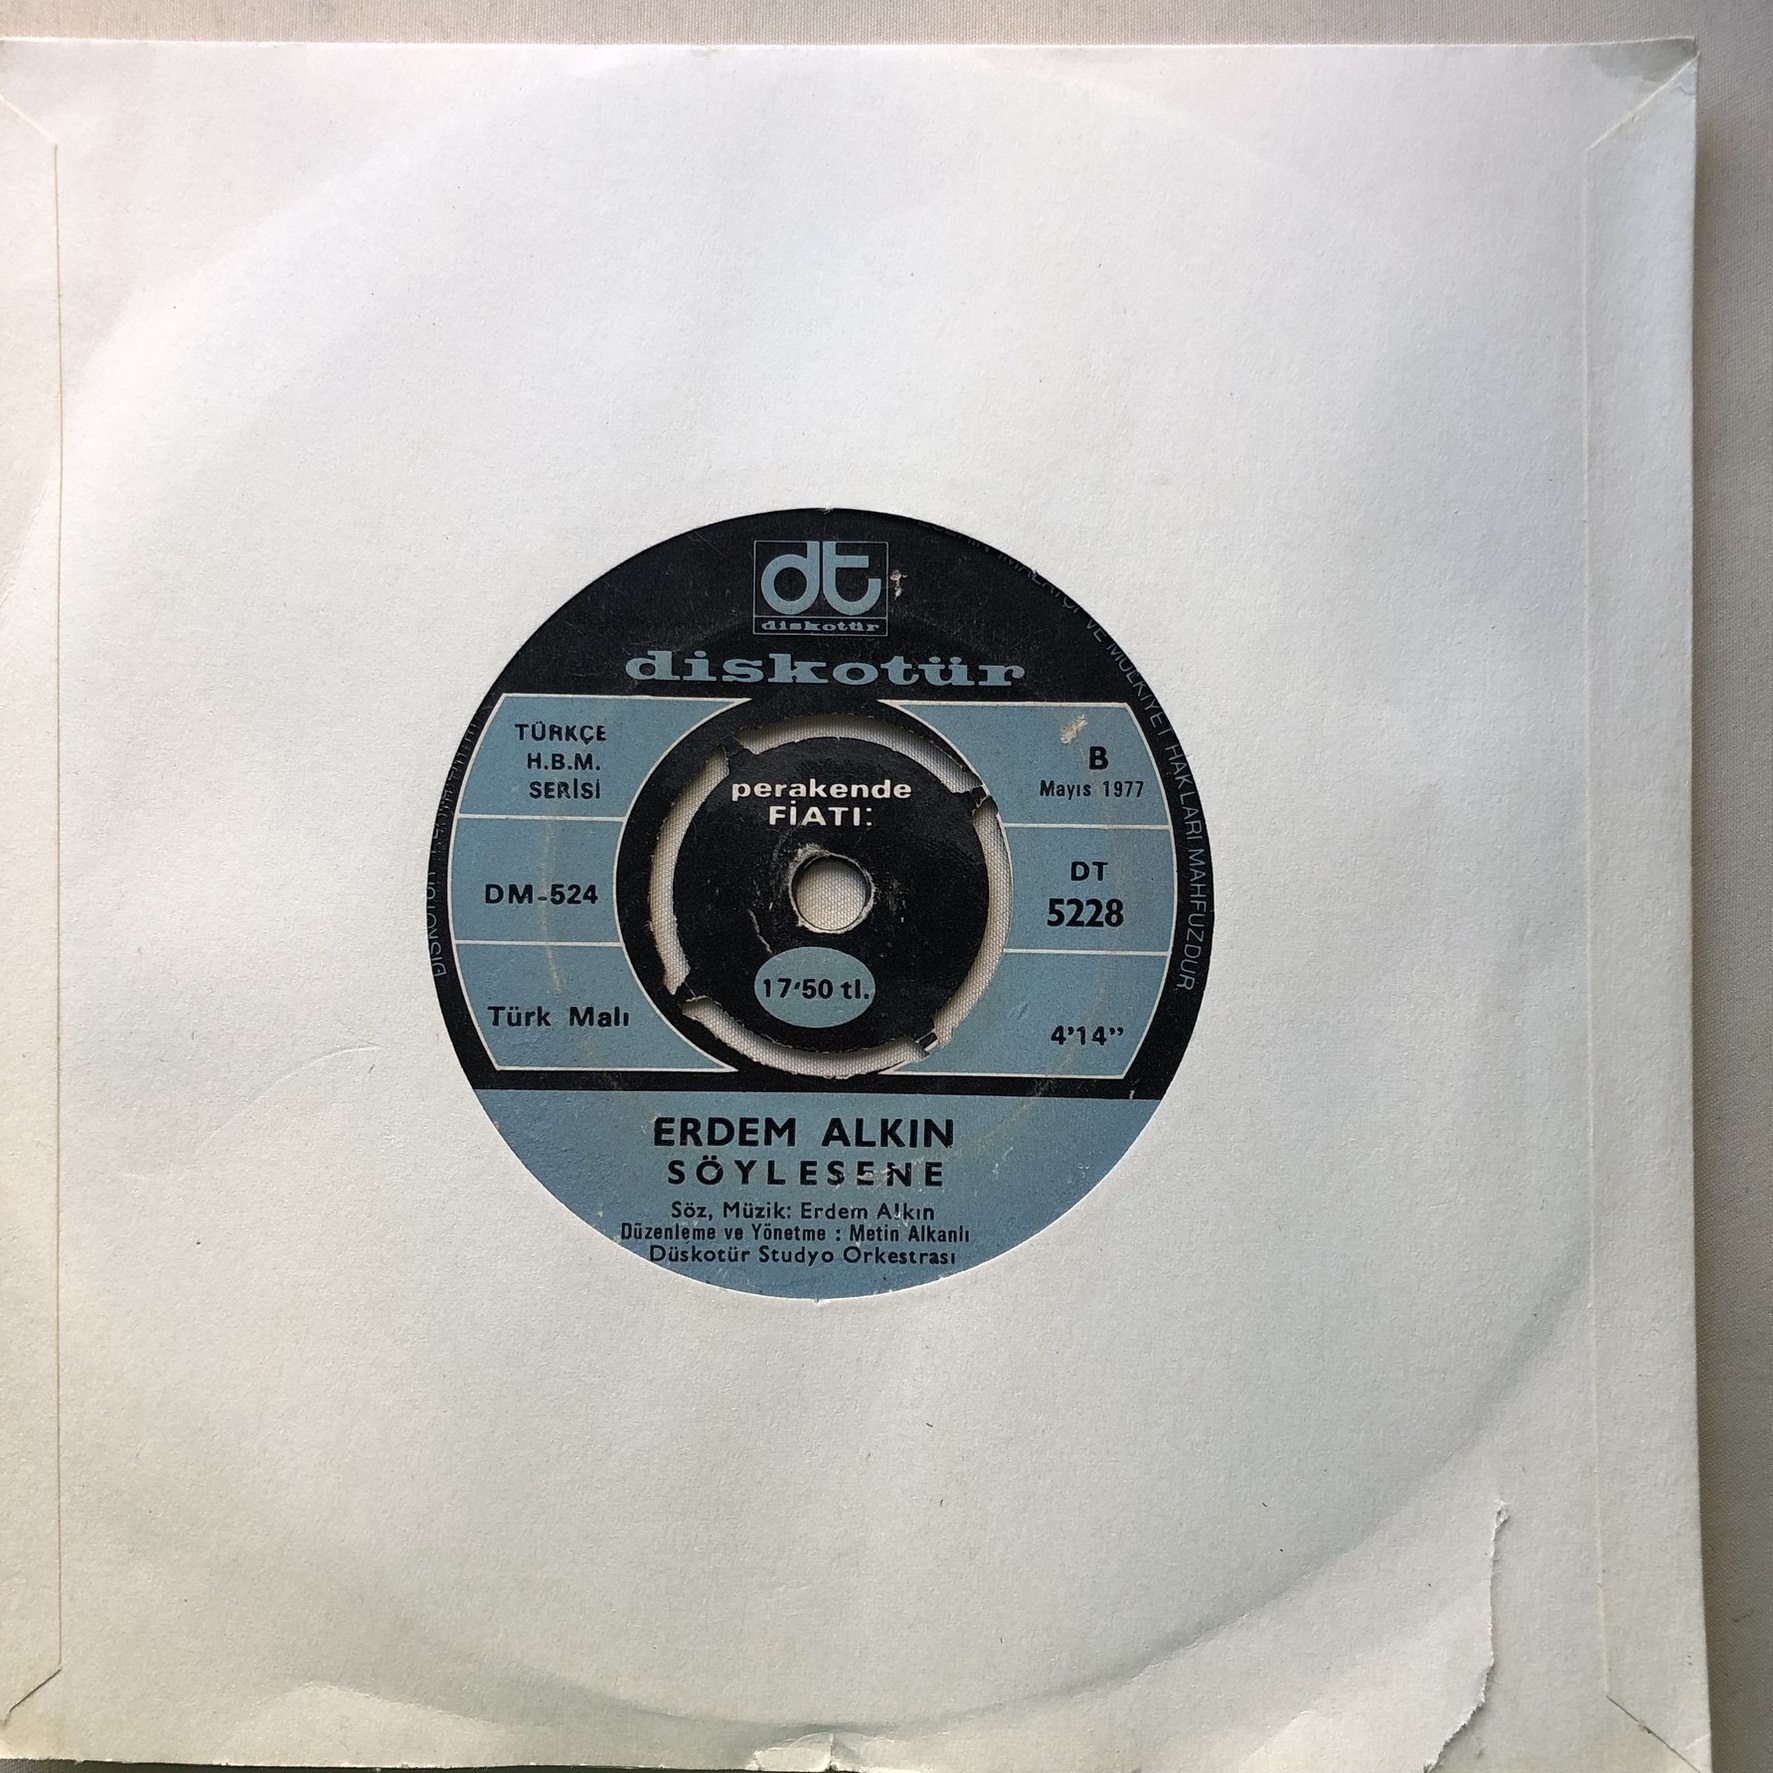 dt
diskotür
diskotür
TÜRKÇE
H.B.M.
SERİSİ
B
Mayıs 1977
perakende
FİATI:
DM-524
DT
5228
17'50 tl.
Türk Malı
4'14"
ERDEM ALKIN
SÖYLESENE
Söz, Müzik: Erdem Alkın
Düzenleme ve Yönetme : Metin Alkanlı
Düskotür Studyo Orkestrası
VE MÜLKİYET HAKLARI MAHFUZDUR